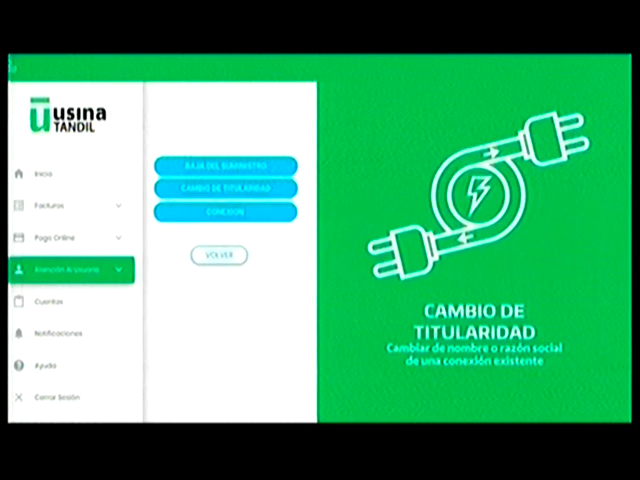 usina
TANDIL
Inicio
Facturas
Pago Online
Atención Al Usuario
Cuentas
Notificaciones
Ayuda
Cerrar Sesión
BAJA DEL SUMINISTRO
CAMBIO DE TITULARIDAD
CONEXION
VOLVER
CAMBIO DE
TITULARIDAD
Cambiar de nombre o razón social
de una conexión existente